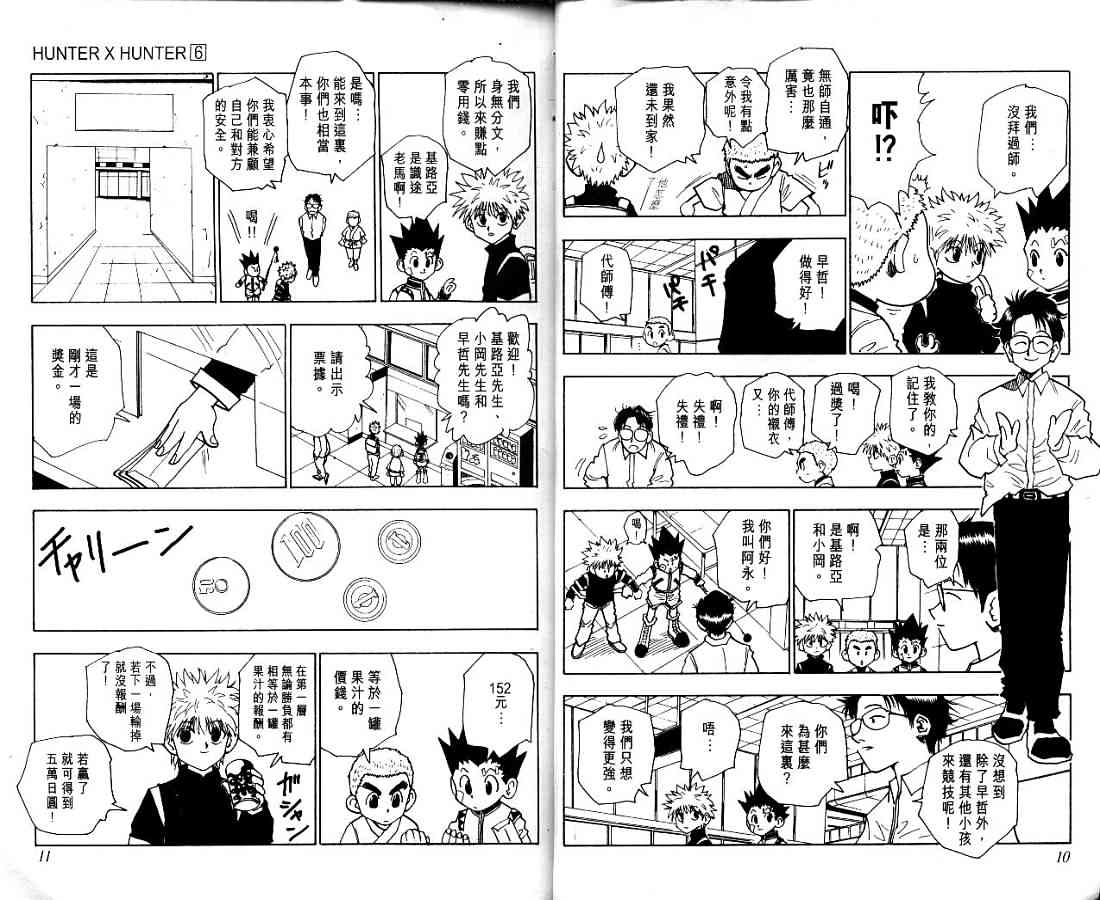 我們…
沒拜過師。
吓!?
無師自通，
竟也那麼
厲害…
令我有點
意外呢！
我果然
還未到家！
ピッ
早哲！
做得好！
パチ
パチ
代師傅！
我教你的
記住了。
喝！
過獎了！
代師傅，
你的襯衣
又…
啊！
失禮！
失禮！
那兩位
是…
啊！
是基路亞
和小岡。
你們好！
我叫阿永。
喝！
沒想到
除了早哲外，
還有其他小孩
來競技呢！
你們
為甚麼
來這裏？
唔…
我們只想
變得更強。
10
HUNTER X HUNTER 6
我們
身無分文，
所以來賺點
零用錢。
基路亞
是識途
老馬啊！
是嗎…
能來到這裏，
你們也相當
本事！
我衷心希望
你們能兼顧
自己和對方
的安全。
喝!!
歡迎！
基路亞先生、
小岡先生和
早哲先生嗎？
請出示
票據。
這是
剛才一場的
獎金。
チャリーン
100
50
152
元…
等於一罐
果汁的
價錢。
在第一層
無論勝負都有
相等於一罐
果汁的報酬。
ガシャン
不過，
若下一場輸掉
就沒報酬
了！
若贏了
就可得到
五萬日圓！
11